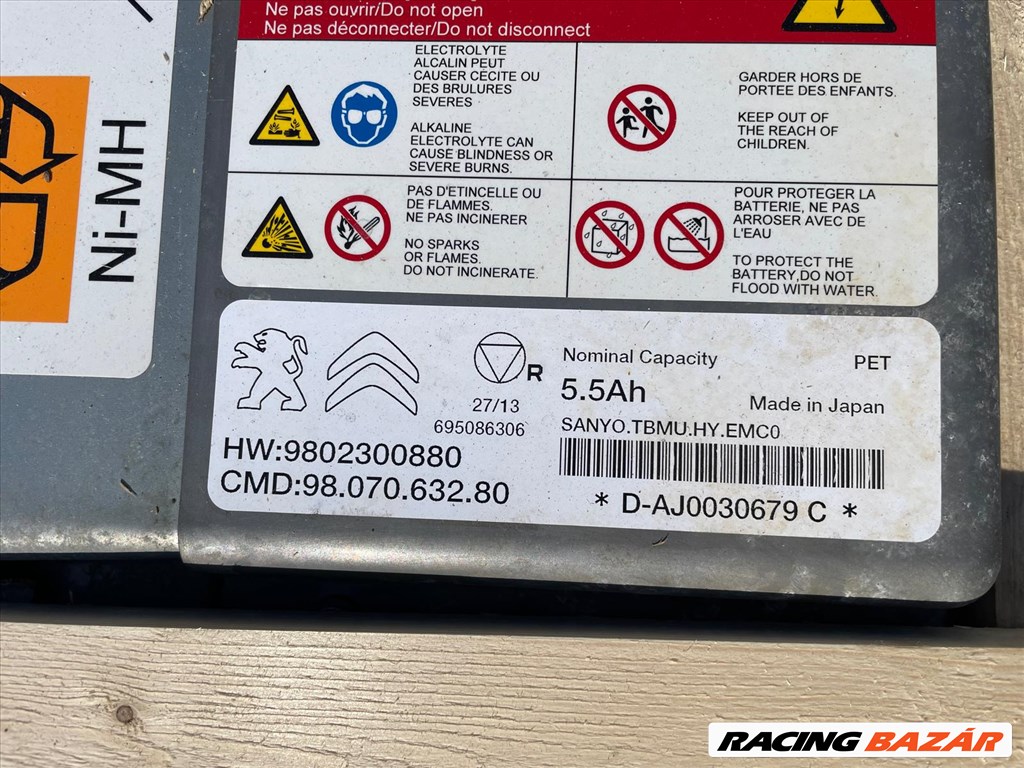 Ne pas ouvrir/Do not open
Ne pas déconnecter/Do not disconnect
ELECTROLYTE
ALCALIN PEUT
CAUSER CECITE OU
DES BRULURES
SEVERES
ALKALINE
ELECTROLYTE CAN
CAUSE BLINDNESS OR
SEVERE BURNS.
GARDER HORS DE
PORTEE DES ENFANTS.
KEEP OUT OF
THE REACH OF
CHILDREN.
PAS D'ETINCELLE OU
DE FLAMMES.
NE PAS INCINERER
NO SPARKS
OR FLAMES.
DO NOT INCINERATE.
POUR PROTEGER LA
BATTERIE, NE PAS
ARROSER AVEC DE
L'EAU
TO PROTECT THE
BATTERY,DO NOT
FLOOD WITH WATER.
Ni-MH
R
27/13
695086306
HW:9802300880
CMD:98.070.632.80
Nominal Capacity
PET
5.5Ah
Made in Japan
SANYO.TBMU.HY.EMC0
* D-AJ0030679 C *
RACING BAZÁR